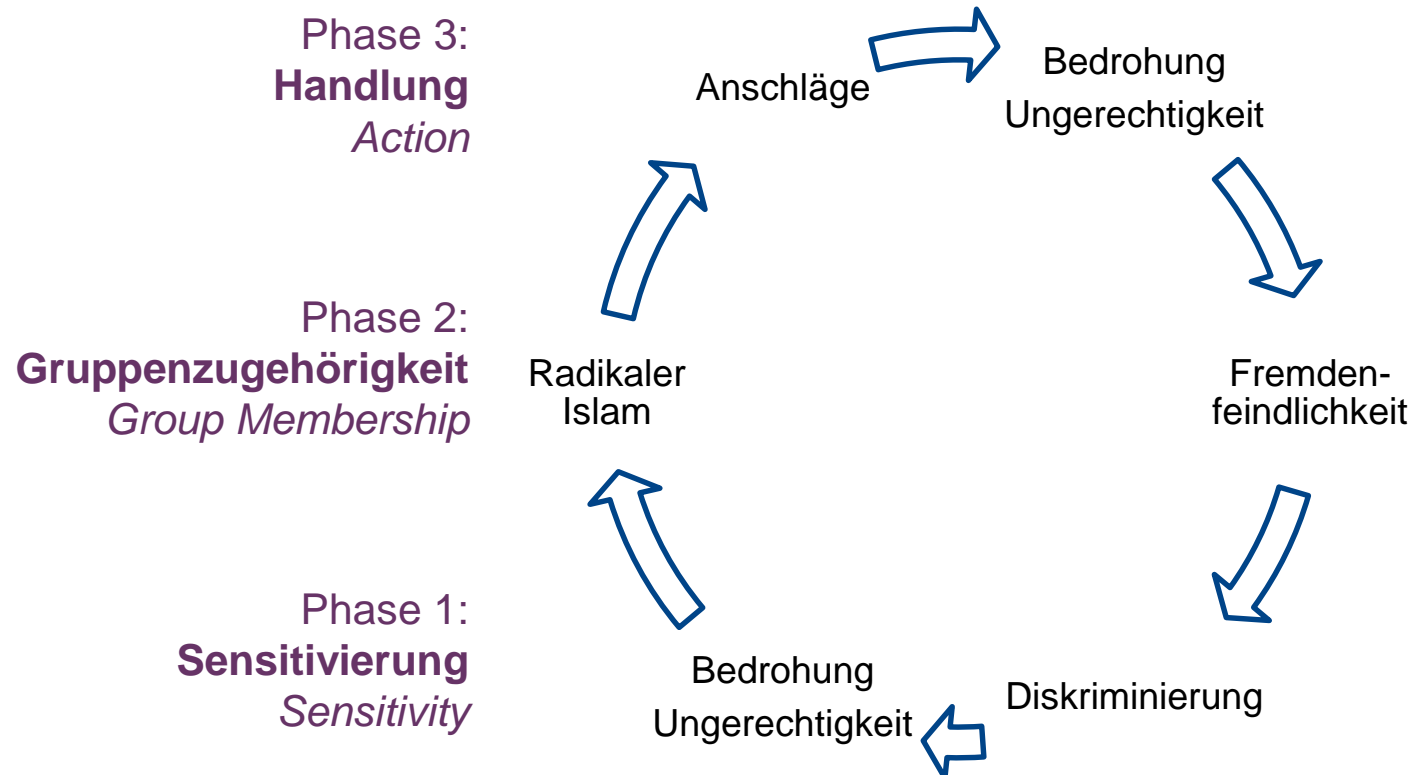 Phase 3:
Handlung
Action
Anschläge
Bedrohung
Ungerechtigkeit
Phase 2:
Gruppenzugehörigkeit
Group Membership
Radikaler
Islam
Fremden-
feindlichkeit
Phase 1:
Sensitivierung
Sensitivity
Bedrohung
Ungerechtigkeit
Diskriminierung